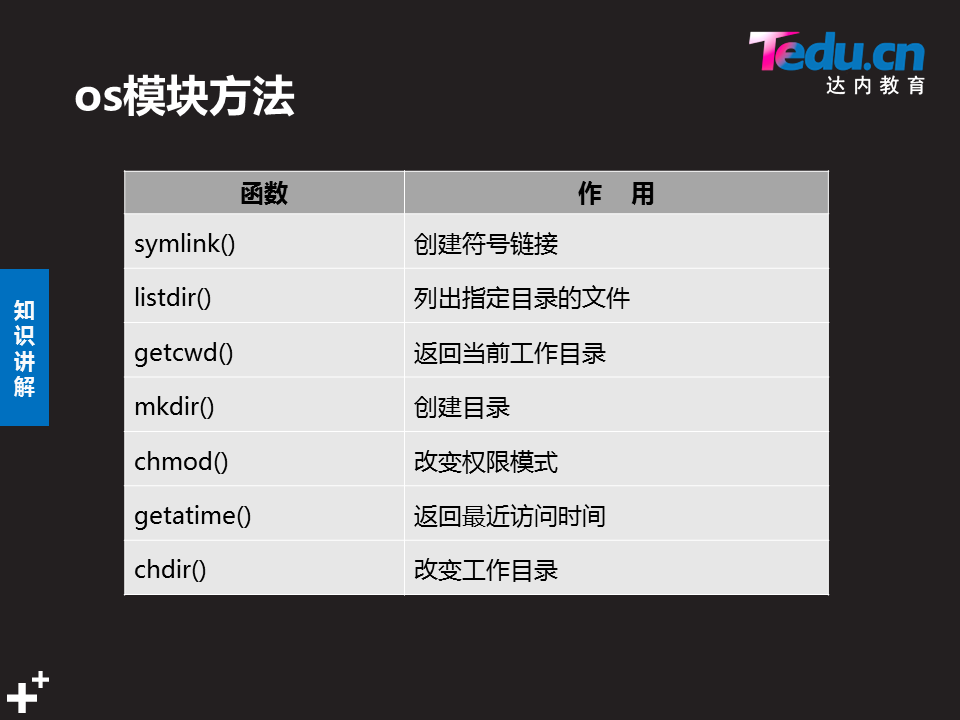 Tedu.cn
达内教育
os模块方法
函数 作 用
symlink() 创建符号链接
listdir() 列出指定目录的文件
getcwd() 返回当前工作目录
mkdir() 创建目录
chmod() 改变权限模式
getatime() 返回最近访问时间
chdir() 改变工作目录
知
识
讲
解